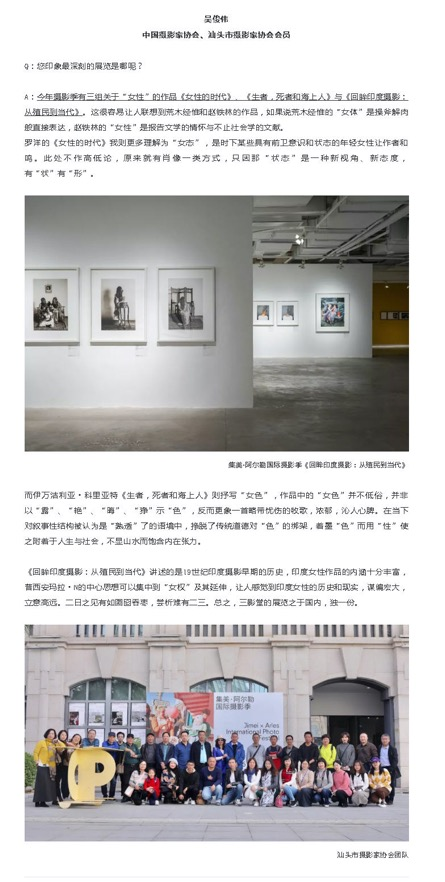 吴俊伟
中国摄影家协会、汕头市摄影家协会会员
Q：您印象最深刻的展览是哪呢？
A：今年摄影季有三组关于“女性”的作品《女性的时代》、《生者，死者和海上人》与《回眸印度摄影：
从殖民到当代》。这很容易让人联想到荒木经惟和赵铁林的作品，如果说荒木经惟的“女体”是操斧解肉
般直接表达，赵铁林的“女性”是报告文学的情怀与不止社会学的文献。
罗洋的《女性的时代》我则更多理解为“女态”，是时下某些具有前卫意识和状态的年轻女性让作者和
鸣。此处不作高低论，原来就有肖像一类方式，只因那“状态”是一种新视角、新态度，
有“状”有“形”。
集美·阿尔勒国际摄影季《回眸印度摄影：从殖民到当代》
而伊万洁利亚·科里亚特《生者，死者和海上人》则抒写“女色”，作品中的“女色”并不低俗，并非
以“露”、“艳”、“晦”、“狰”示“色”，反而更象一首略带忧伤的牧歌，浓郁，沁人心脾。在当下
对叙事性结构被认为是“熟透”了的语境中，挣脱了传统道德对“色”的绑架，着墨“色”而用“性”使
之附着于人生与社会，不显山水而饱含内在张力。
《回眸印度摄影：从殖民到当代》讲述的是19世纪印度摄影早期的历史，印度女性作品的内涵十分丰富，
普西安玛拉·N的中心思想可以集中到“女权”及其延伸，让人感觉到印度女性的历史和现实，谋篇宏大，
立意高远。二日之见有如囫囵吞枣，赏析难有二三。总之，三影堂的展览之于国内，独一份。
集美·阿尔勒
国际摄影季
Jimei × Arles
International Photo
汕头市摄影家协会团队